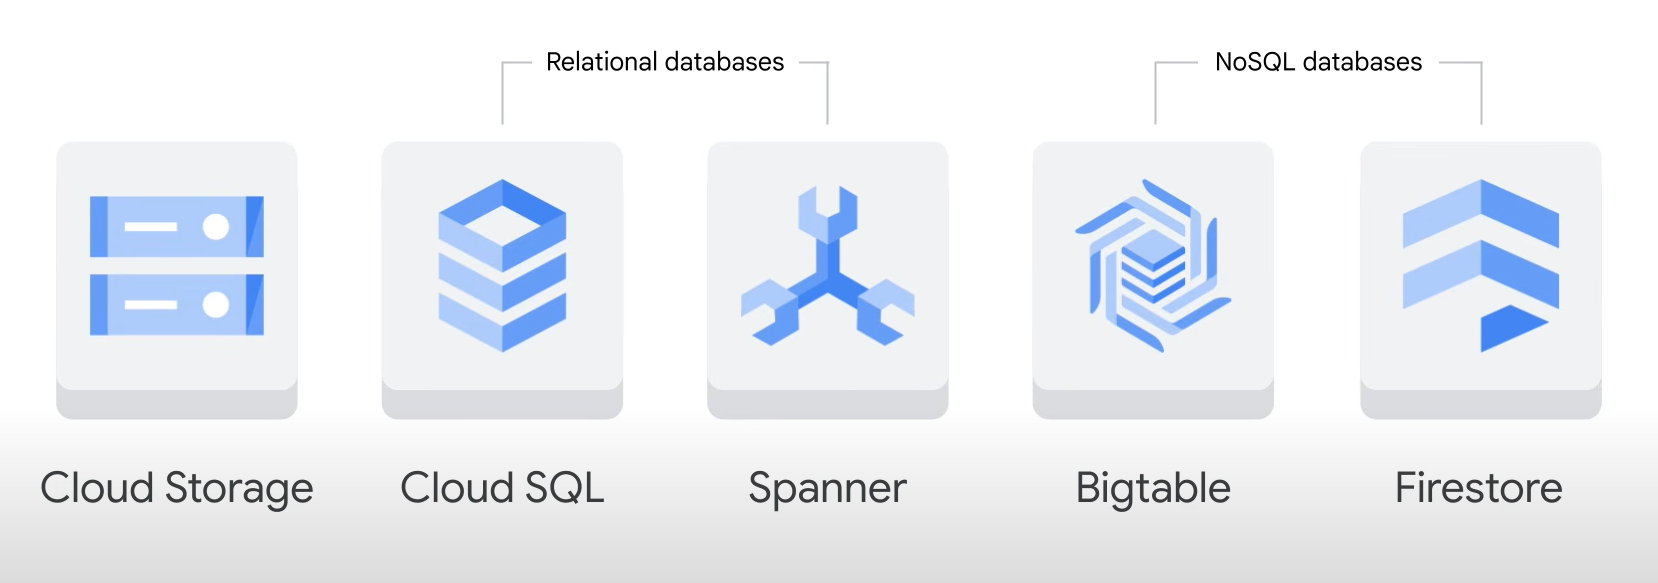 Relational databases
NoSQL databases
Cloud Storage
Cloud SQL
Spanner
Bigtable
Firestore